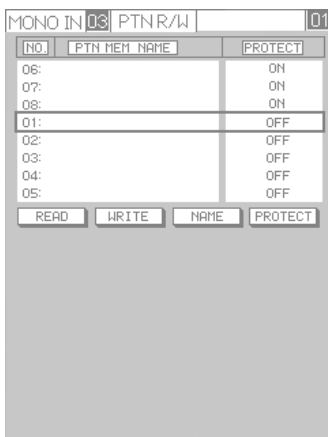 MONO IN 03 PTN R/W 01
NO. PTN MEM NAME PROTECT
06: ON
07: ON
08: ON
01: OFF
02: OFF
03: OFF
04: OFF
05: OFF
READ WRITE NAME PROTECT